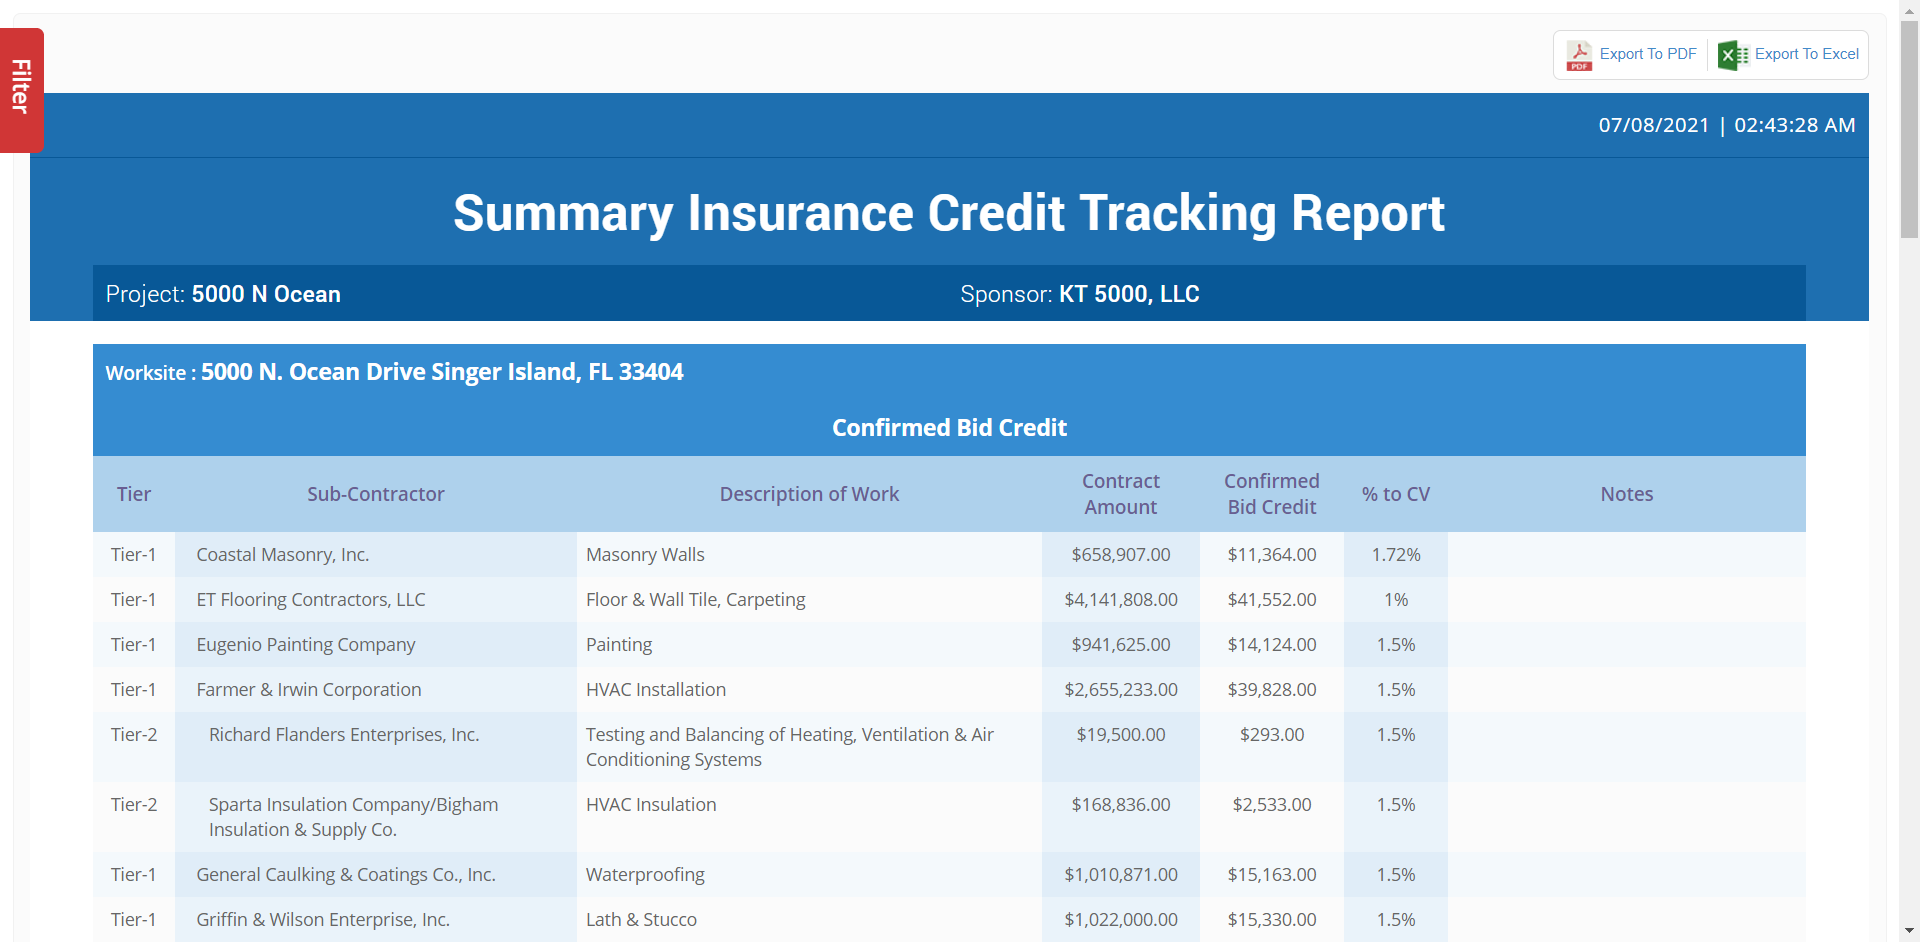 Filter
PDF Export To PDF Export To Excel
07/08/2021 | 02:43:28 AM
Summary Insurance Credit Tracking Report
Project: 5000 N Ocean Sponsor: KT 5000, LLC
Worksite : 5000 N. Ocean Drive Singer Island, FL 33404
Confirmed Bid Credit
Tier Sub-Contractor Description of Work Contract Amount Confirmed Bid Credit % to CV Notes
Tier-1 Coastal Masonry, Inc. Masonry Walls $658,907.00 $11,364.00 1.72%
Tier-1 ET Flooring Contractors, LLC Floor & Wall Tile, Carpeting $4,141,808.00 $41,552.00 1%
Tier-1 Eugenio Painting Company Painting $941,625.00 $14,124.00 1.5%
Tier-1 Farmer & Irwin Corporation HVAC Installation $2,655,233.00 $39,828.00 1.5%
Tier-2 Richard Flanders Enterprises, Inc. Testing and Balancing of Heating, Ventilation & Air Conditioning Systems $19,500.00 $293.00 1.5%
Tier-2 Sparta Insulation Company/Bigham Insulation & Supply Co. HVAC Insulation $168,836.00 $2,533.00 1.5%
Tier-1 General Caulking & Coatings Co., Inc. Waterproofing $1,010,871.00 $15,163.00 1.5%
Tier-1 Griffin & Wilson Enterprise, Inc. Lath & Stucco $1,022,000.00 $15,330.00 1.5%